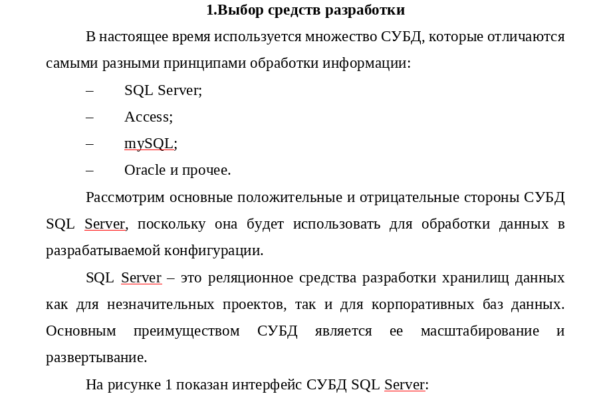 1.Выбор средств разработки
В настоящее время используется множество СУБД, которые отличаются
самыми разными принципами обработки информации:
– SQL Server;
– Access;
– mySQL;
– Oracle и прочее.
Рассмотрим основные положительные и отрицательные стороны СУБД
SQL Server, поскольку она будет использовать для обработки данных в
разрабатываемой конфигурации.
SQL Server – это реляционное средства разработки хранилищ данных
как для незначительных проектов, так и для корпоративных баз данных.
Основным преимуществом СУБД является ее масштабирование и
развертывание.
На рисунке 1 показан интерфейс СУБД SQL Server: